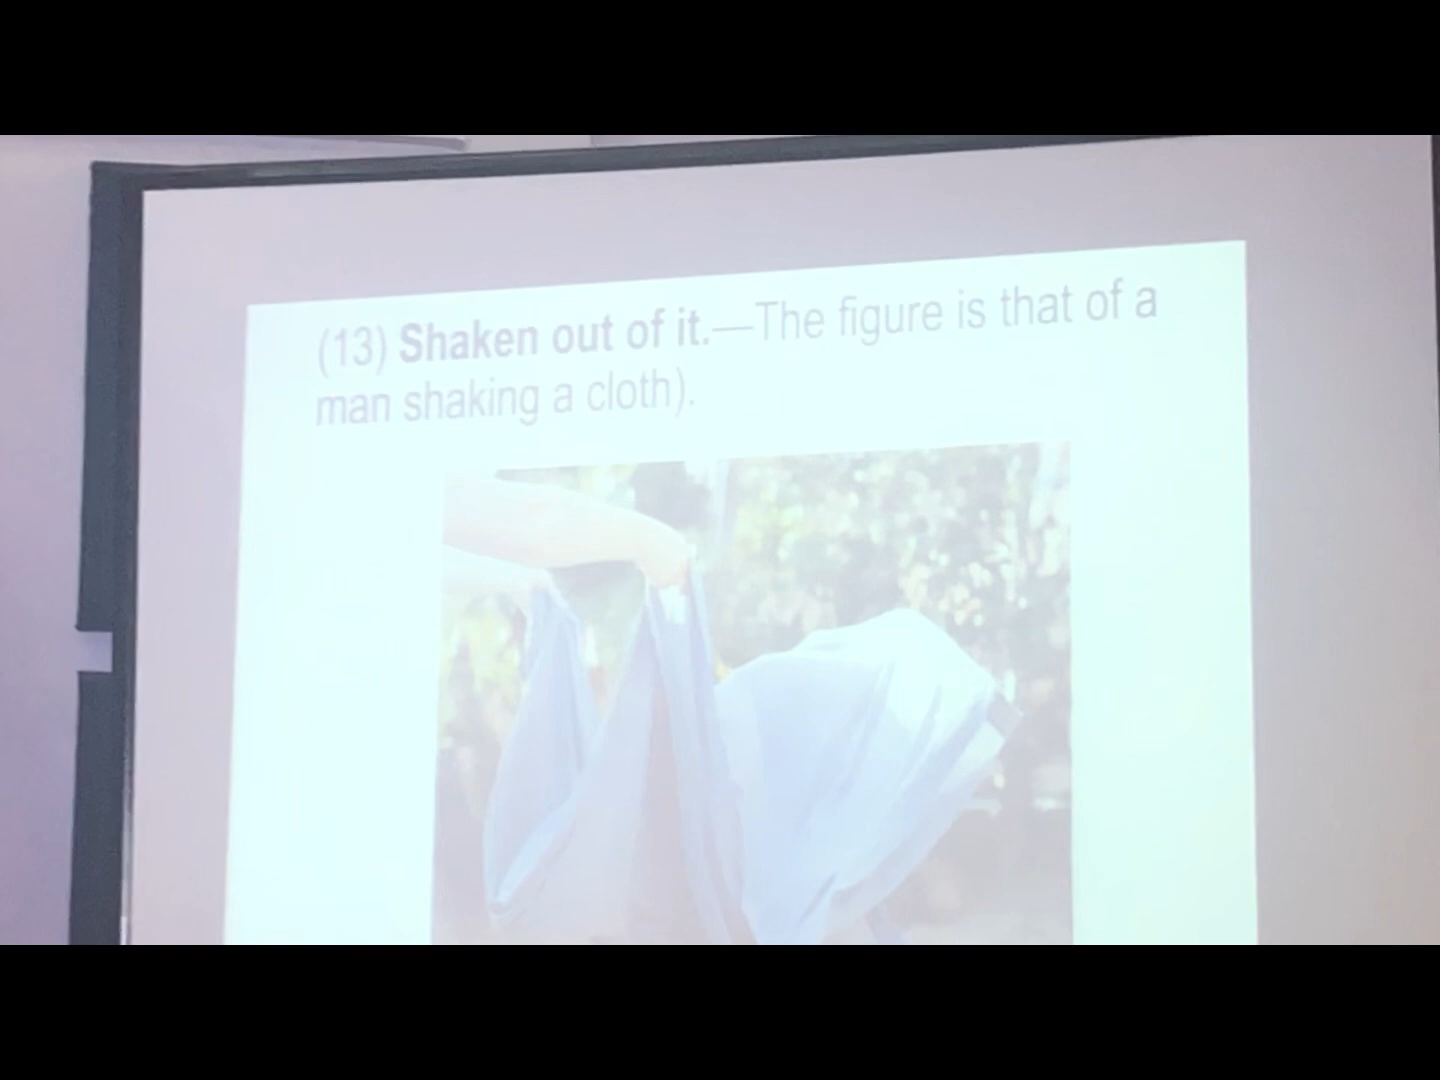 (13) Shaken out of it.—The figure is that of a
man shaking a cloth).